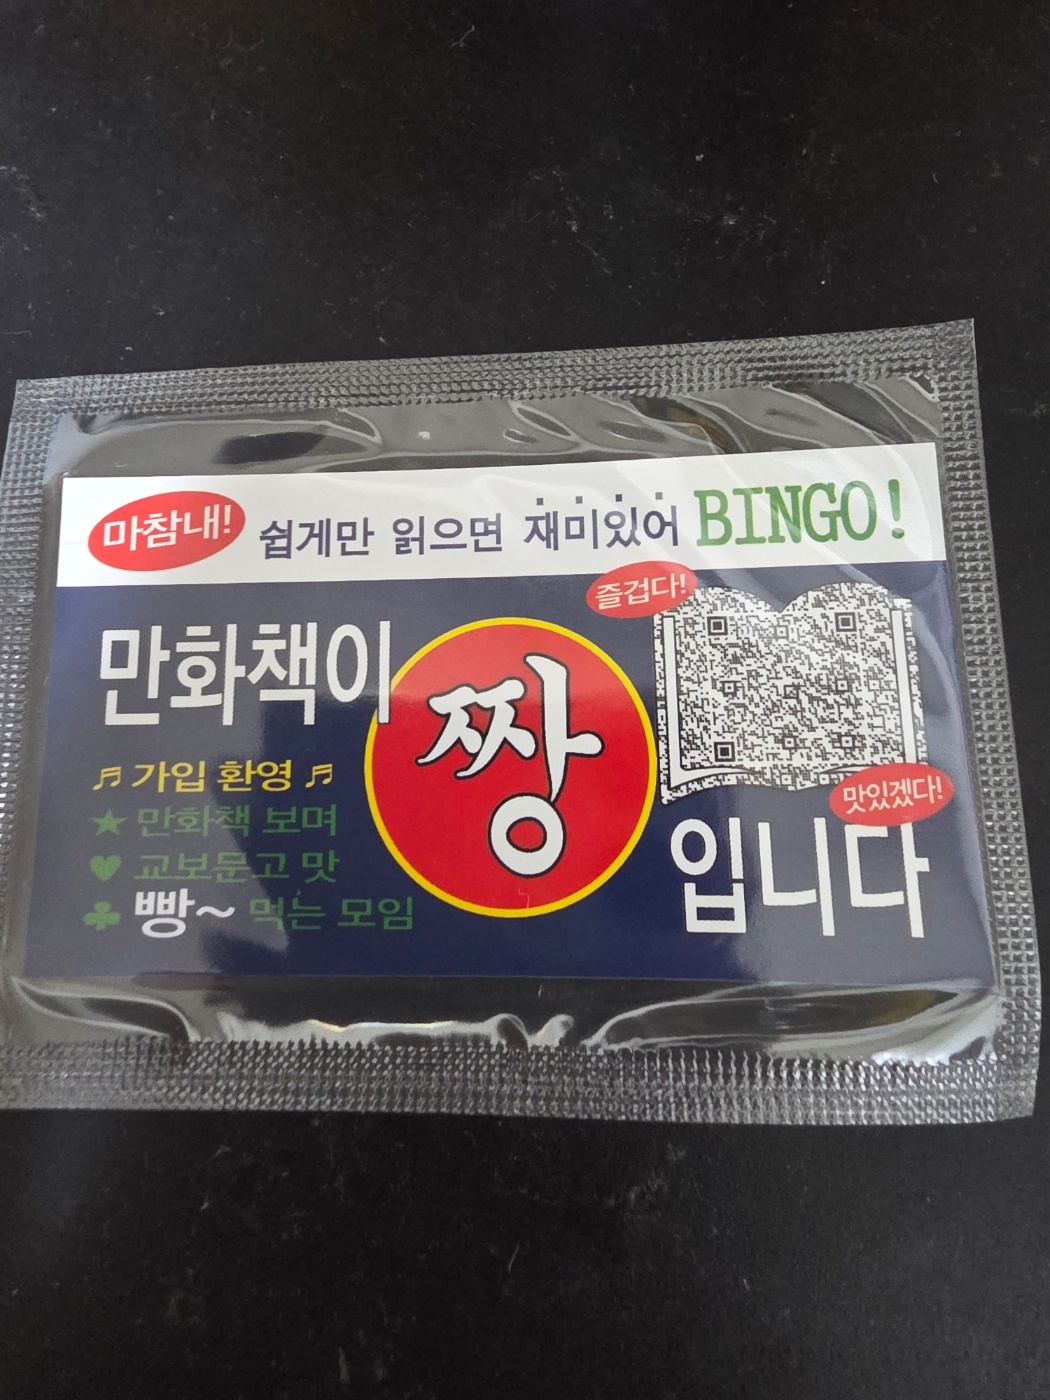 마참내! 쉽게만 읽으면 재미있어 BINGO!
즐겁다!
만화책이 짱 입니다
맛있겠다!
♬ 가입 환영 ♬
★ 만화책 보며
♥ 교보문고 맛
♣ 빵~ 먹는 모임